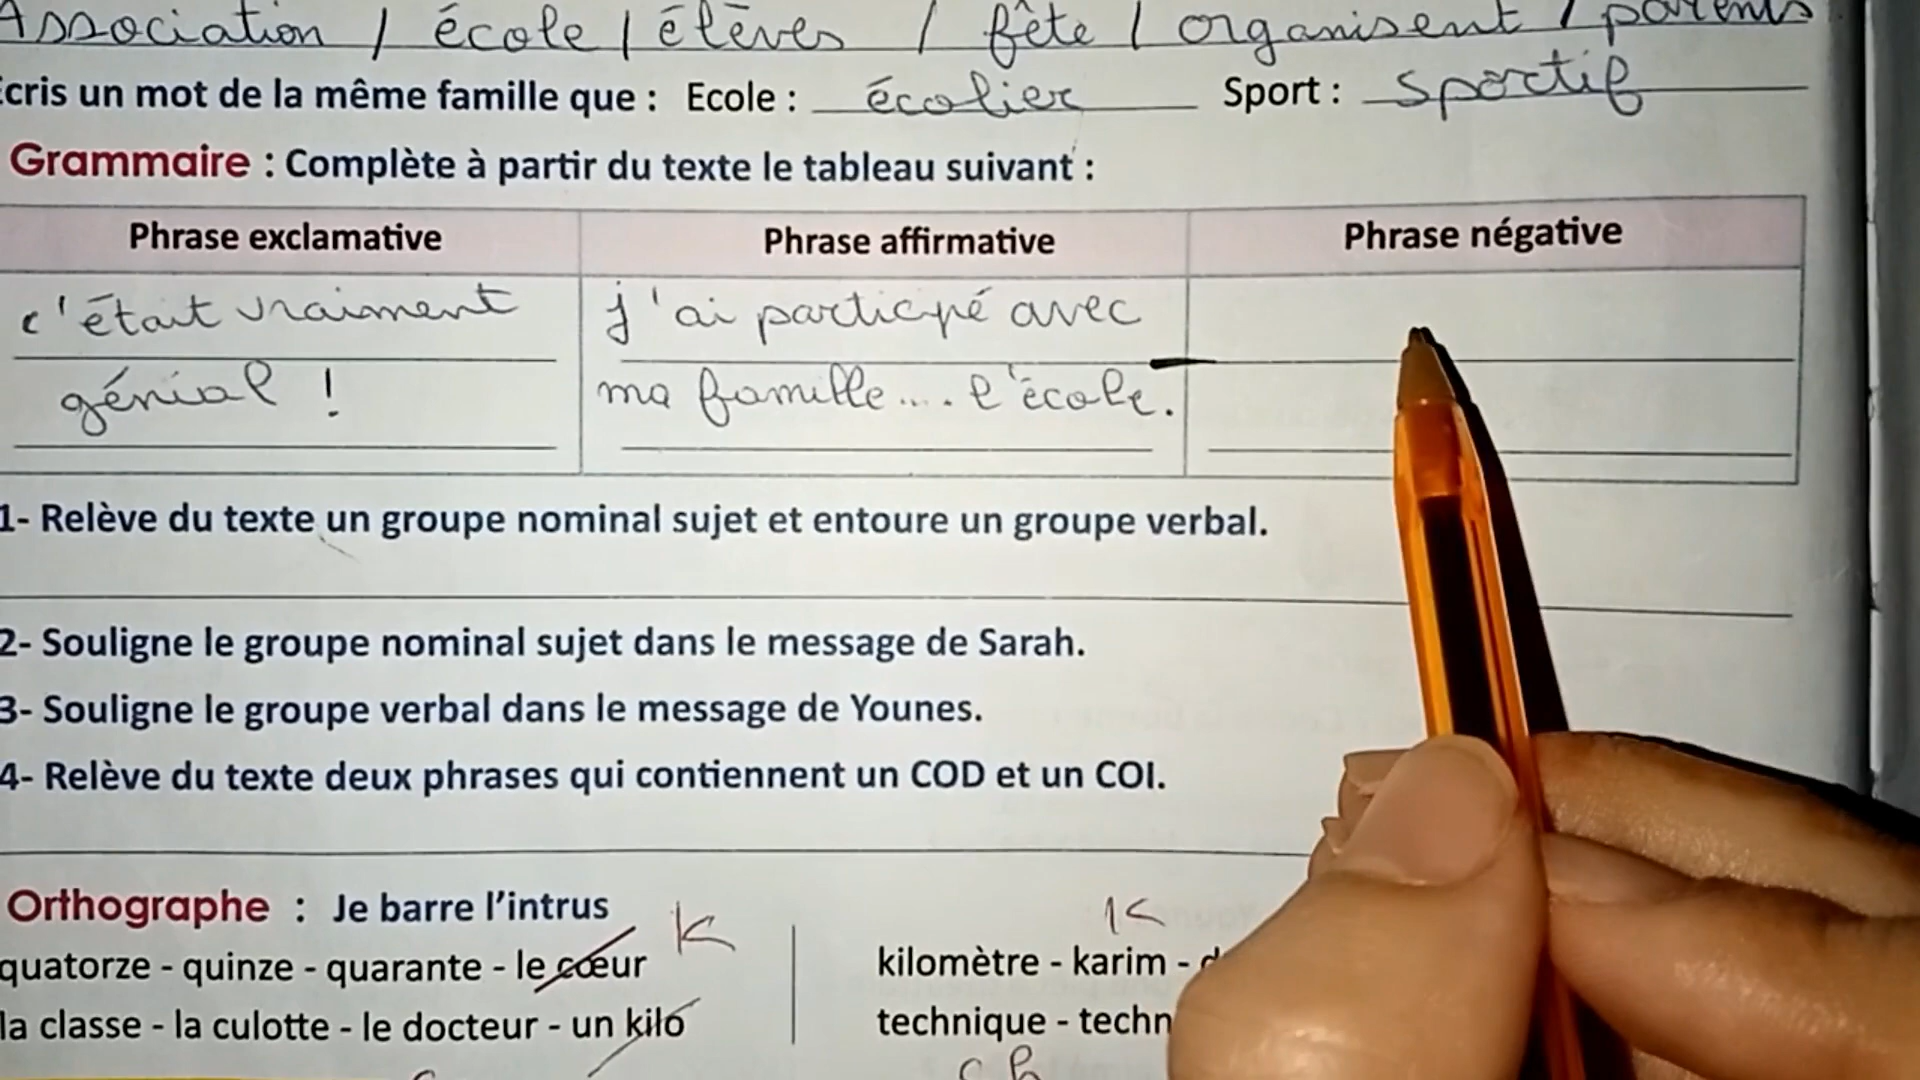 Association / école / élèves / fête / organisent / parents
Écris un mot de la même famille que : Ecole : écolier Sport : sportif
Grammaire : Complète à partir du texte le tableau suivant :
Phrase exclamative Phrase affirmative Phrase négative
c'était vraiment j'ai participé avec
génial ! ma famille.... l'école.
1- Relève du texte un groupe nominal sujet et entoure un groupe verbal.
2- Souligne le groupe nominal sujet dans le message de Sarah.
3- Souligne le groupe verbal dans le message de Younes.
4- Relève du texte deux phrases qui contiennent un COD et un COI.
Orthographe : Je barre l'intrus
K K
quatorze - quinze - quarante - le cœur kilomètre - karim -
la classe - la culotte - le docteur - un kilo technique -
ch